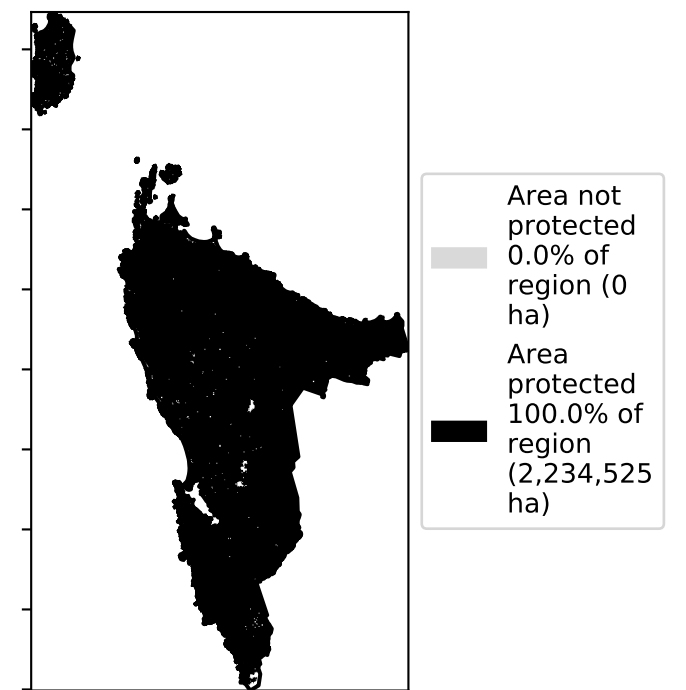 Area not
protected
0.0% of
region (0
ha)
Area
protected
100.0% of
region
(2,234,525
ha)